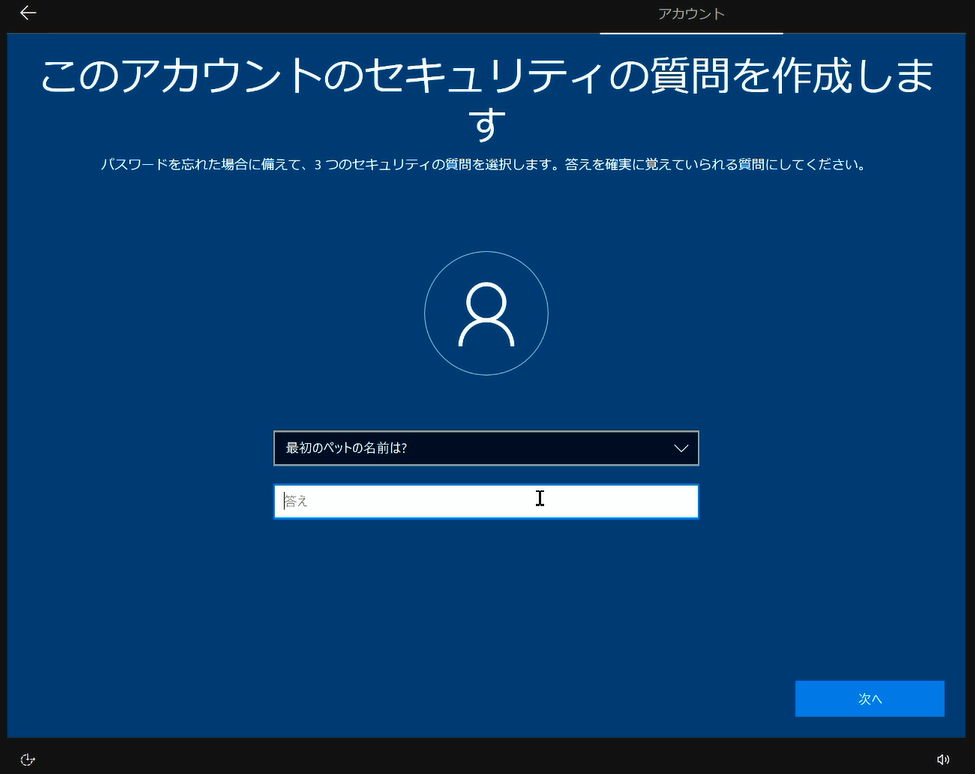 アカウント
このアカウントのセキュリティの質問を作成しま
す
パスワードを忘れた場合に備えて、3 つのセキュリティの質問を選択します。答えを確実に覚えていられる質問にしてください。
最初のペットの名前は?
答え
次へ